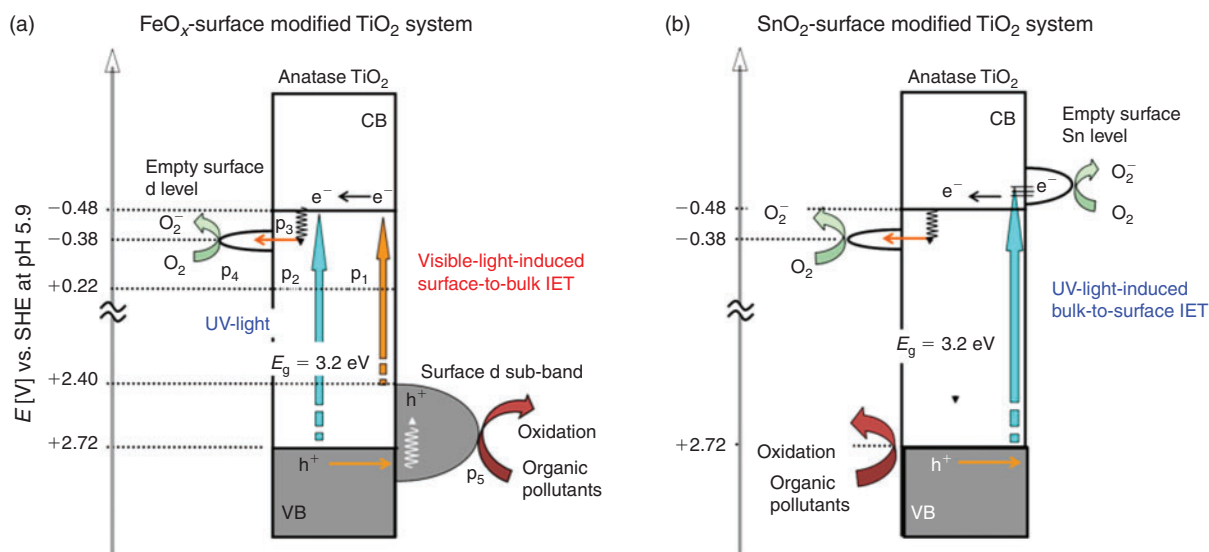 (a) FeOₓ-surface modified TiO₂ system
Anatase TiO₂
CB
Empty surface
d level
e⁻ e⁻
−0.48
O₂⁻
p₃
−0.38
O₂
p₄
p₂
p₁
+0.22
Visible-light-induced
surface-to-bulk IET
UV-light
E [V] vs. SHE at pH 5.9
E_g = 3.2 eV
Surface d sub-band
+2.40
h⁺
Oxidation
+2.72
h⁺
p₅
Organic
pollutants
VB
(b) SnO₂-surface modified TiO₂ system
Anatase TiO₂
CB
Empty surface
Sn level
O₂⁻
e⁻ e⁻
O₂
−0.48
O₂⁻
−0.38
O₂
UV-light-induced
bulk-to-surface IET
E_g = 3.2 eV
+2.72
Oxidation
h⁺
Organic
pollutants
VB